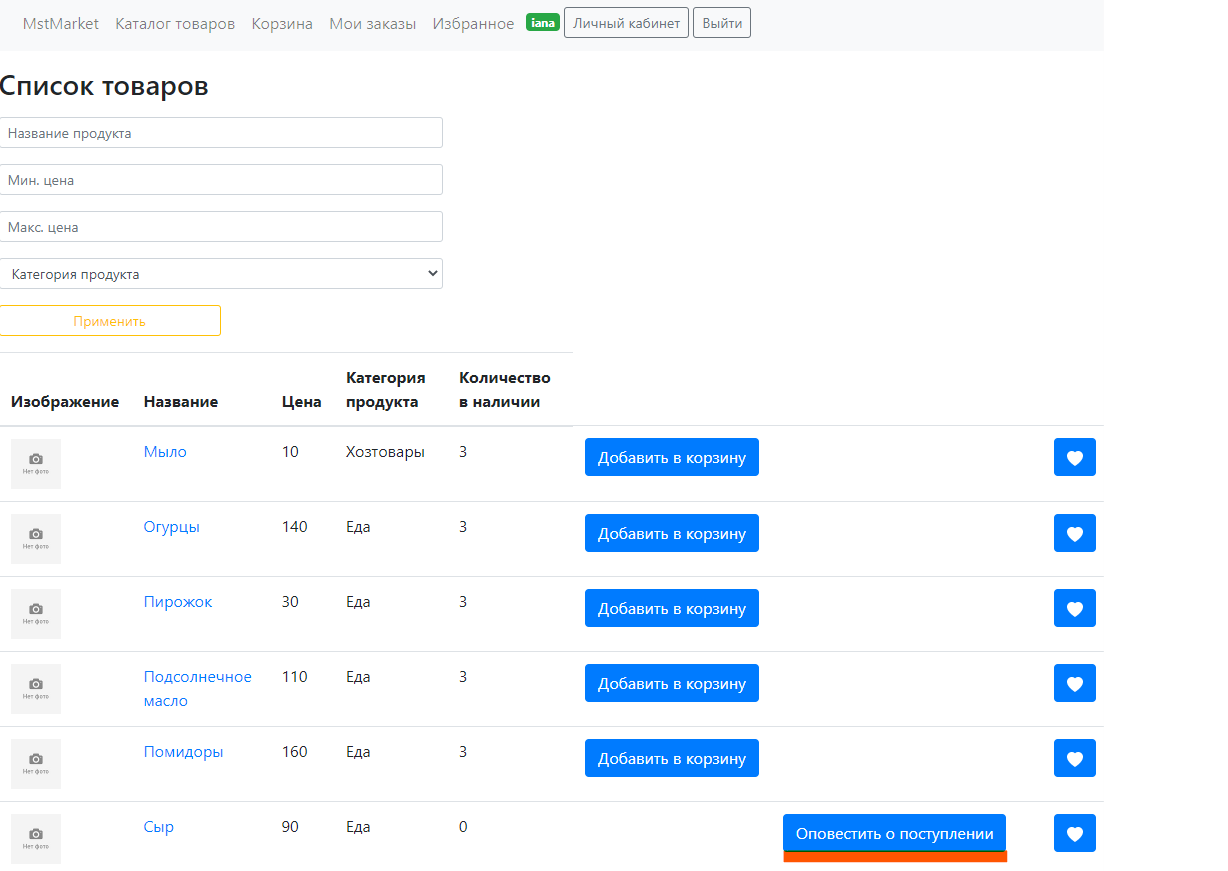 MstMarket Каталог товаров Корзина Мои заказы Избранное iana Личный кабинет Выйти
Список товаров
Название продукта
Мин. цена
Макс. цена
Категория продукта
Применить
Изображение Название Цена Категория продукта Количество в наличии
Нет фото Мыло 10 Хозтовары 3 Добавить в корзину
Нет фото Огурцы 140 Еда 3 Добавить в корзину
Нет фото Пирожок 30 Еда 3 Добавить в корзину
Нет фото Подсолнечное масло 110 Еда 3 Добавить в корзину
Нет фото Помидоры 160 Еда 3 Добавить в корзину
Нет фото Сыр 90 Еда 0 Оповестить о поступлении